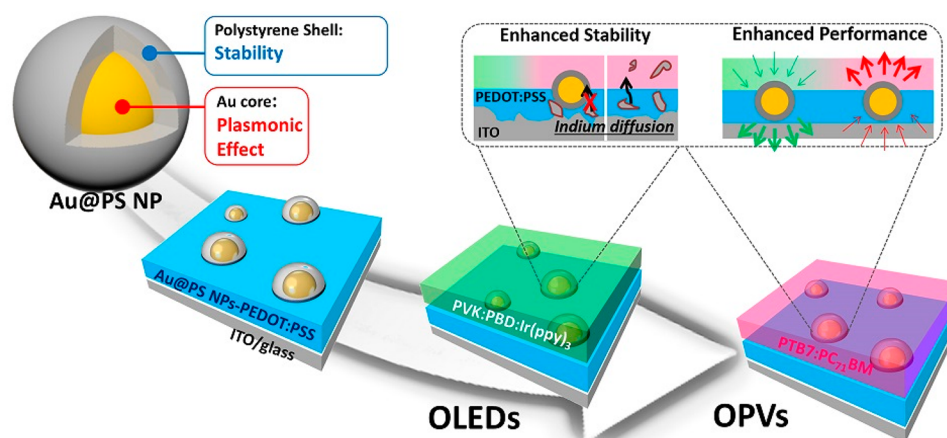 Polystyrene Shell:
Stability
Au core:
Plasmonic
Effect
Au@PS NP
Enhanced Stability
Enhanced Performance
PEDOT:PSS
ITO
Indium diffusion
Au@PS NPs-PEDOT:PSS
ITO/glass
PVK:PBD:Ir(ppy)₃
PTB7:PC₇₁BM
OLEDs
OPVs